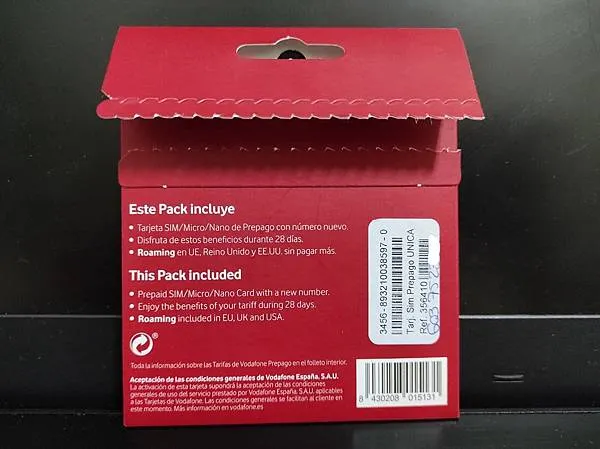 Este Pack incluye
• Tarjeta SIM/Micro/Nano de Prepago con número nuevo.
• Disfruta de estos beneficios durante 28 días.
• Roaming en UE, Reino Unido y EE.UU. sin pagar más.
This Pack included
• Prepaid SIM/Micro/Nano Card with a new number.
• Enjoy the benefits of your tariff during 28 days.
• Roaming included in EU, UK and USA.
®
Toda la información sobre las Tarifas de Vodafone Prepago en el folleto interior.
Aceptación de las condiciones generales de Vodafone España, S.A.U.
La activación de esta tarjeta supondrá la aceptación de las condiciones
generales de uso del servicio prestado por Vodafone España, S.A.U. aplicables
a las Tarjetas de Vodafone. Las condiciones generales se facilitan al cliente en
este momento. Más información en vodafone.es
3456 - 893210038597 - 0
Tarj. Sim Prepago UNICA
Ref. 356410
8 430208 015131